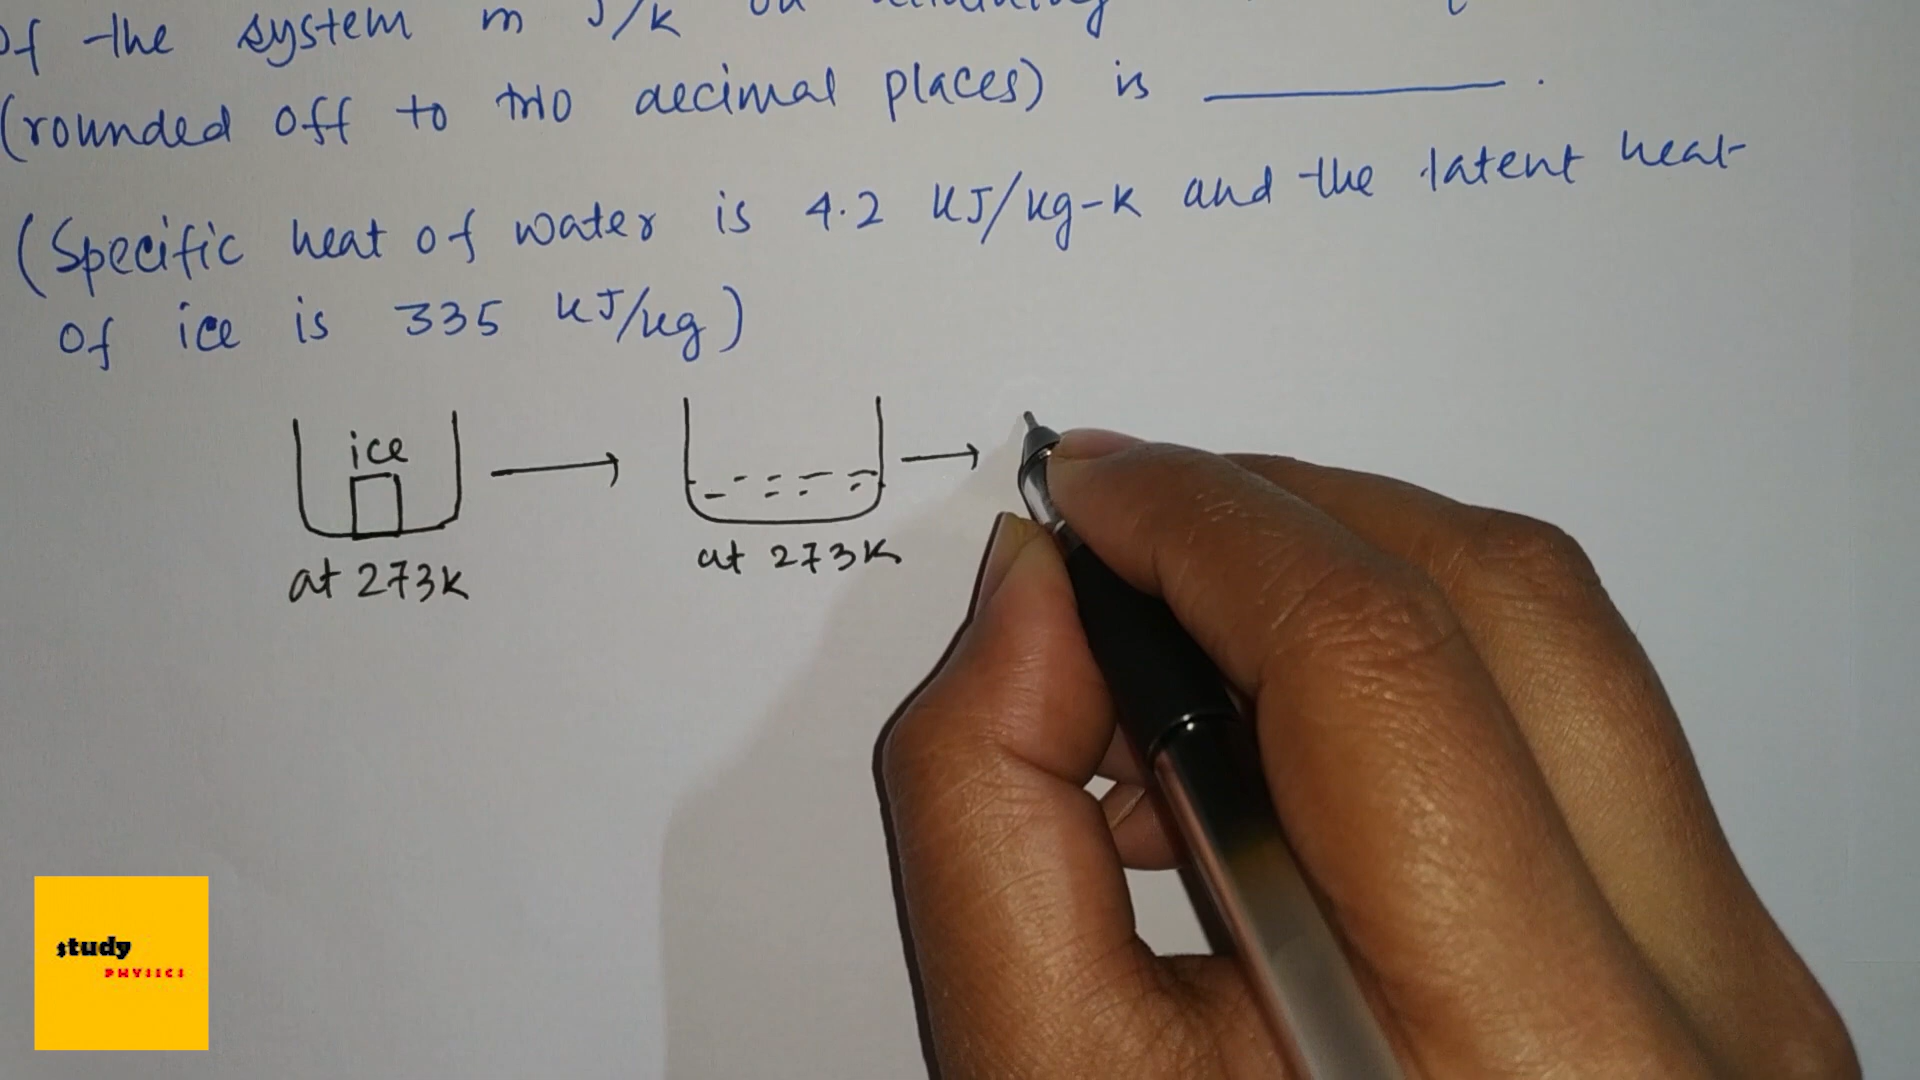 of the system in J/K on
(rounded off to two decimal places) is ________ .
(Specific heat of water is 4.2 kJ/kg-K and the latent heat
of ice is 335 kJ/kg)
ice
at 273K
at 273K
study
PHYSICS